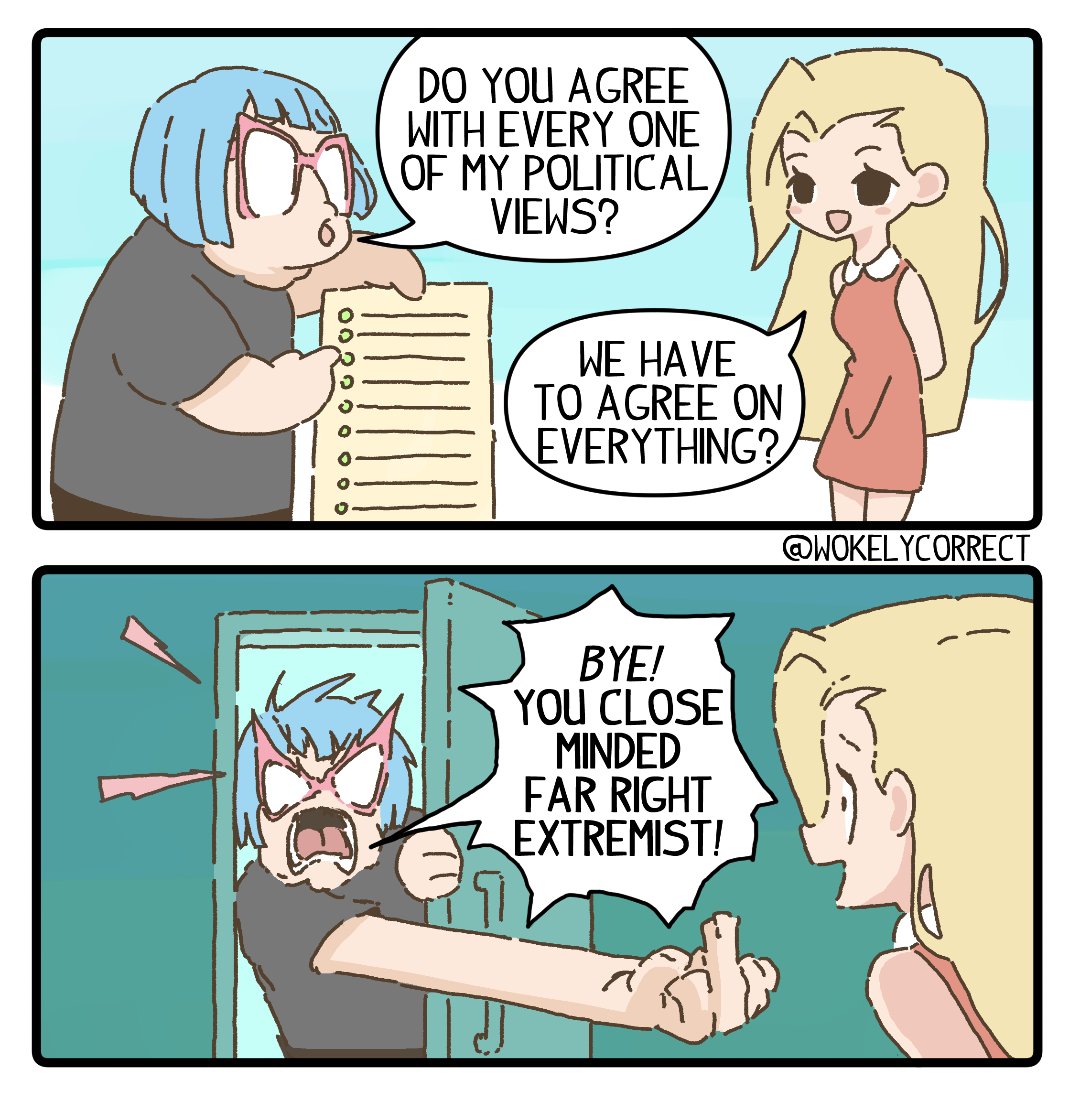 DO YOU AGREE
WITH EVERY ONE
OF MY POLITICAL
VIEWS?
WE HAVE
TO AGREE ON
EVERYTHING?
@WOKELYCORRECT
BYE!
YOU CLOSE
MINDED
FAR RIGHT
EXTREMIST!